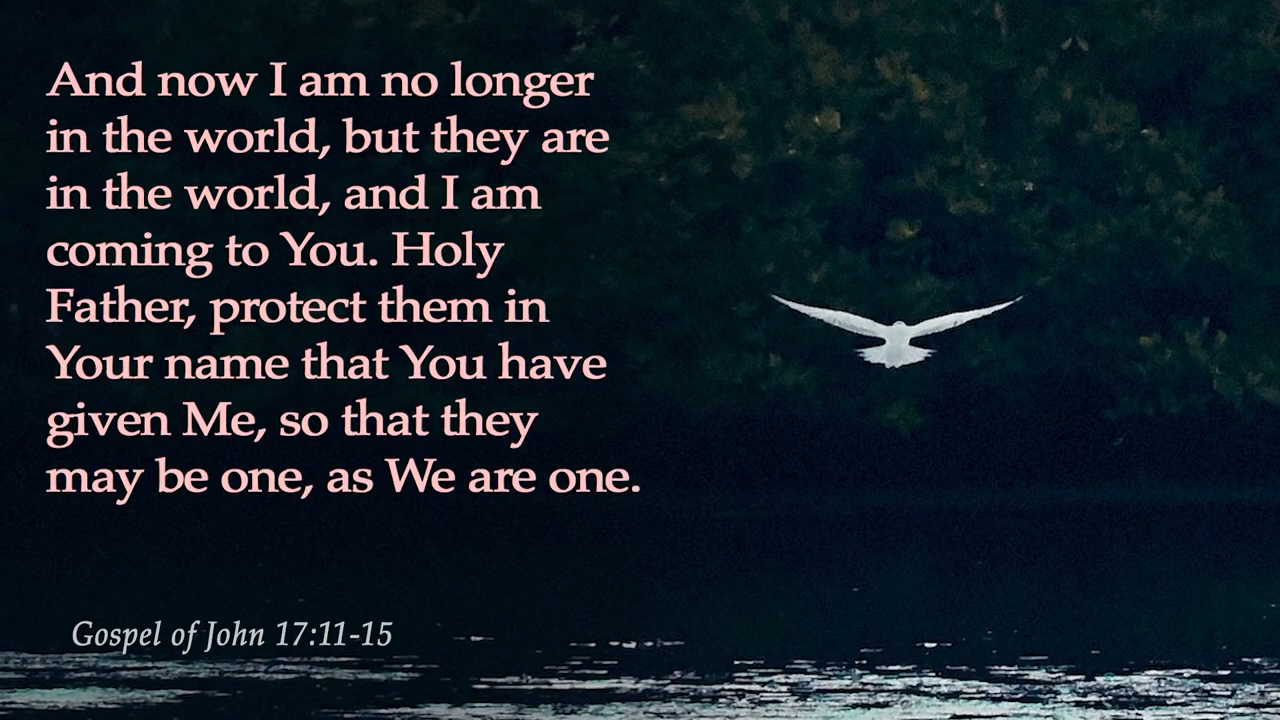 And now I am no longer
in the world, but they are
in the world, and I am
coming to You. Holy
Father, protect them in
Your name that You have
given Me, so that they
may be one, as We are one.
Gospel of John 17:11-15